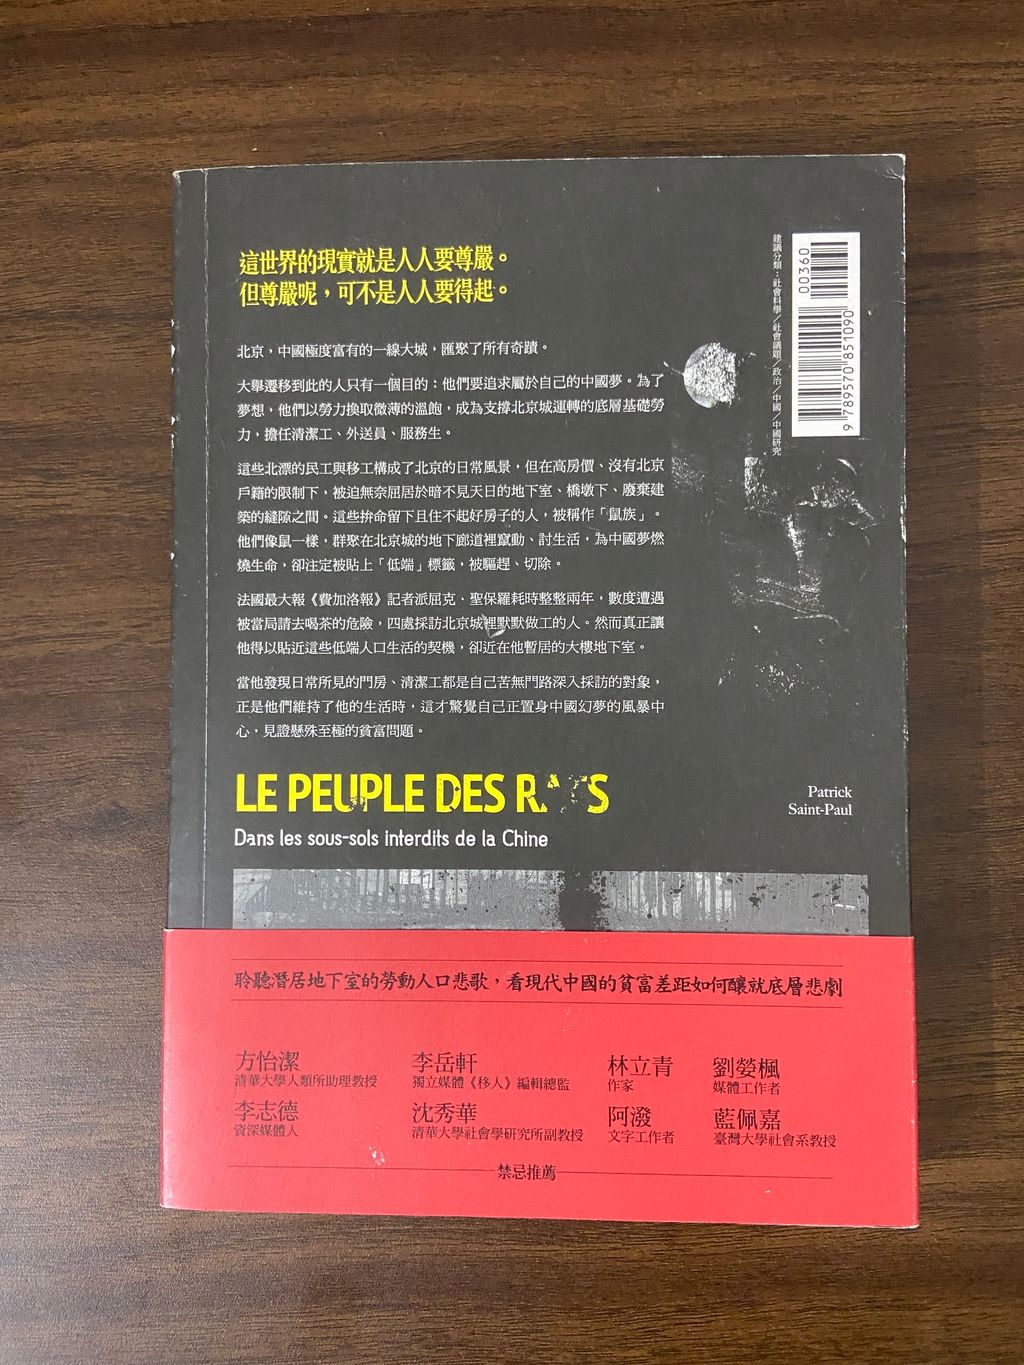 這世界的現實就是人人要尊嚴。
但尊嚴呢，可不是人人要得起。
北京，中國極度富有的一線大城，匯聚了所有奇蹟。
大舉遷移到此的人只有一個目的：他們要追求屬於自己的中國夢。為了
夢想，他們以勞力換取微薄的溫飽，成為支撐北京城運轉的底層基礎勞
力，擔任清潔工、外送員、服務生。
這些北漂的民工與移工構成了北京的日常風景，但在高房價、沒有北京
戶籍的限制下，被迫無奈屈居於暗不見天日的地下室、橋墩下、廢棄建
築的縫隙之間。這些拚命留下且住不起好房子的人，被稱作「鼠族」。
他們像鼠一樣，群聚在北京城的地下廊道裡竄動、討生活，為中國夢燃
燒生命，卻注定被貼上「低端」標籤，被驅趕、切除。
法國最大報《費加洛報》記者派屈克、聖保羅耗時整整兩年，數度遭遇
被當局請去喝茶的危險，四處採訪北京城裡默默做工的人。然而真正讓
他得以貼近這些低端人口生活的契機，卻近在他暫居的大樓地下室。
當他發現日常所見的門房、清潔工都是自己苦無門路深入採訪的對象，
正是他們維持了他的生活時，這才驚覺自己正置身中國幻夢的風暴中
心，見證懸殊至極的貧富問題。
LE PEUPLE DES RATS
Dans les sous-sols interdits de la Chine
Patrick
Saint-Paul
建議分類：社會科學／社會議題／政治／中國／中國研究
00360
9 789570 851090
聆聽潛居地下室的勞動人口悲歌，看現代中國的貧富差距如何釀就底層悲劇
方怡潔
清華大學人類所助理教授
李岳軒
獨立媒體《移人》編輯總監
林立青
作家
劉嫈楓
媒體工作者
李志德
資深媒體人
沈秀華
清華大學社會學研究所副教授
阿潑
文字工作者
藍佩嘉
臺灣大學社會系教授
禁忌推薦